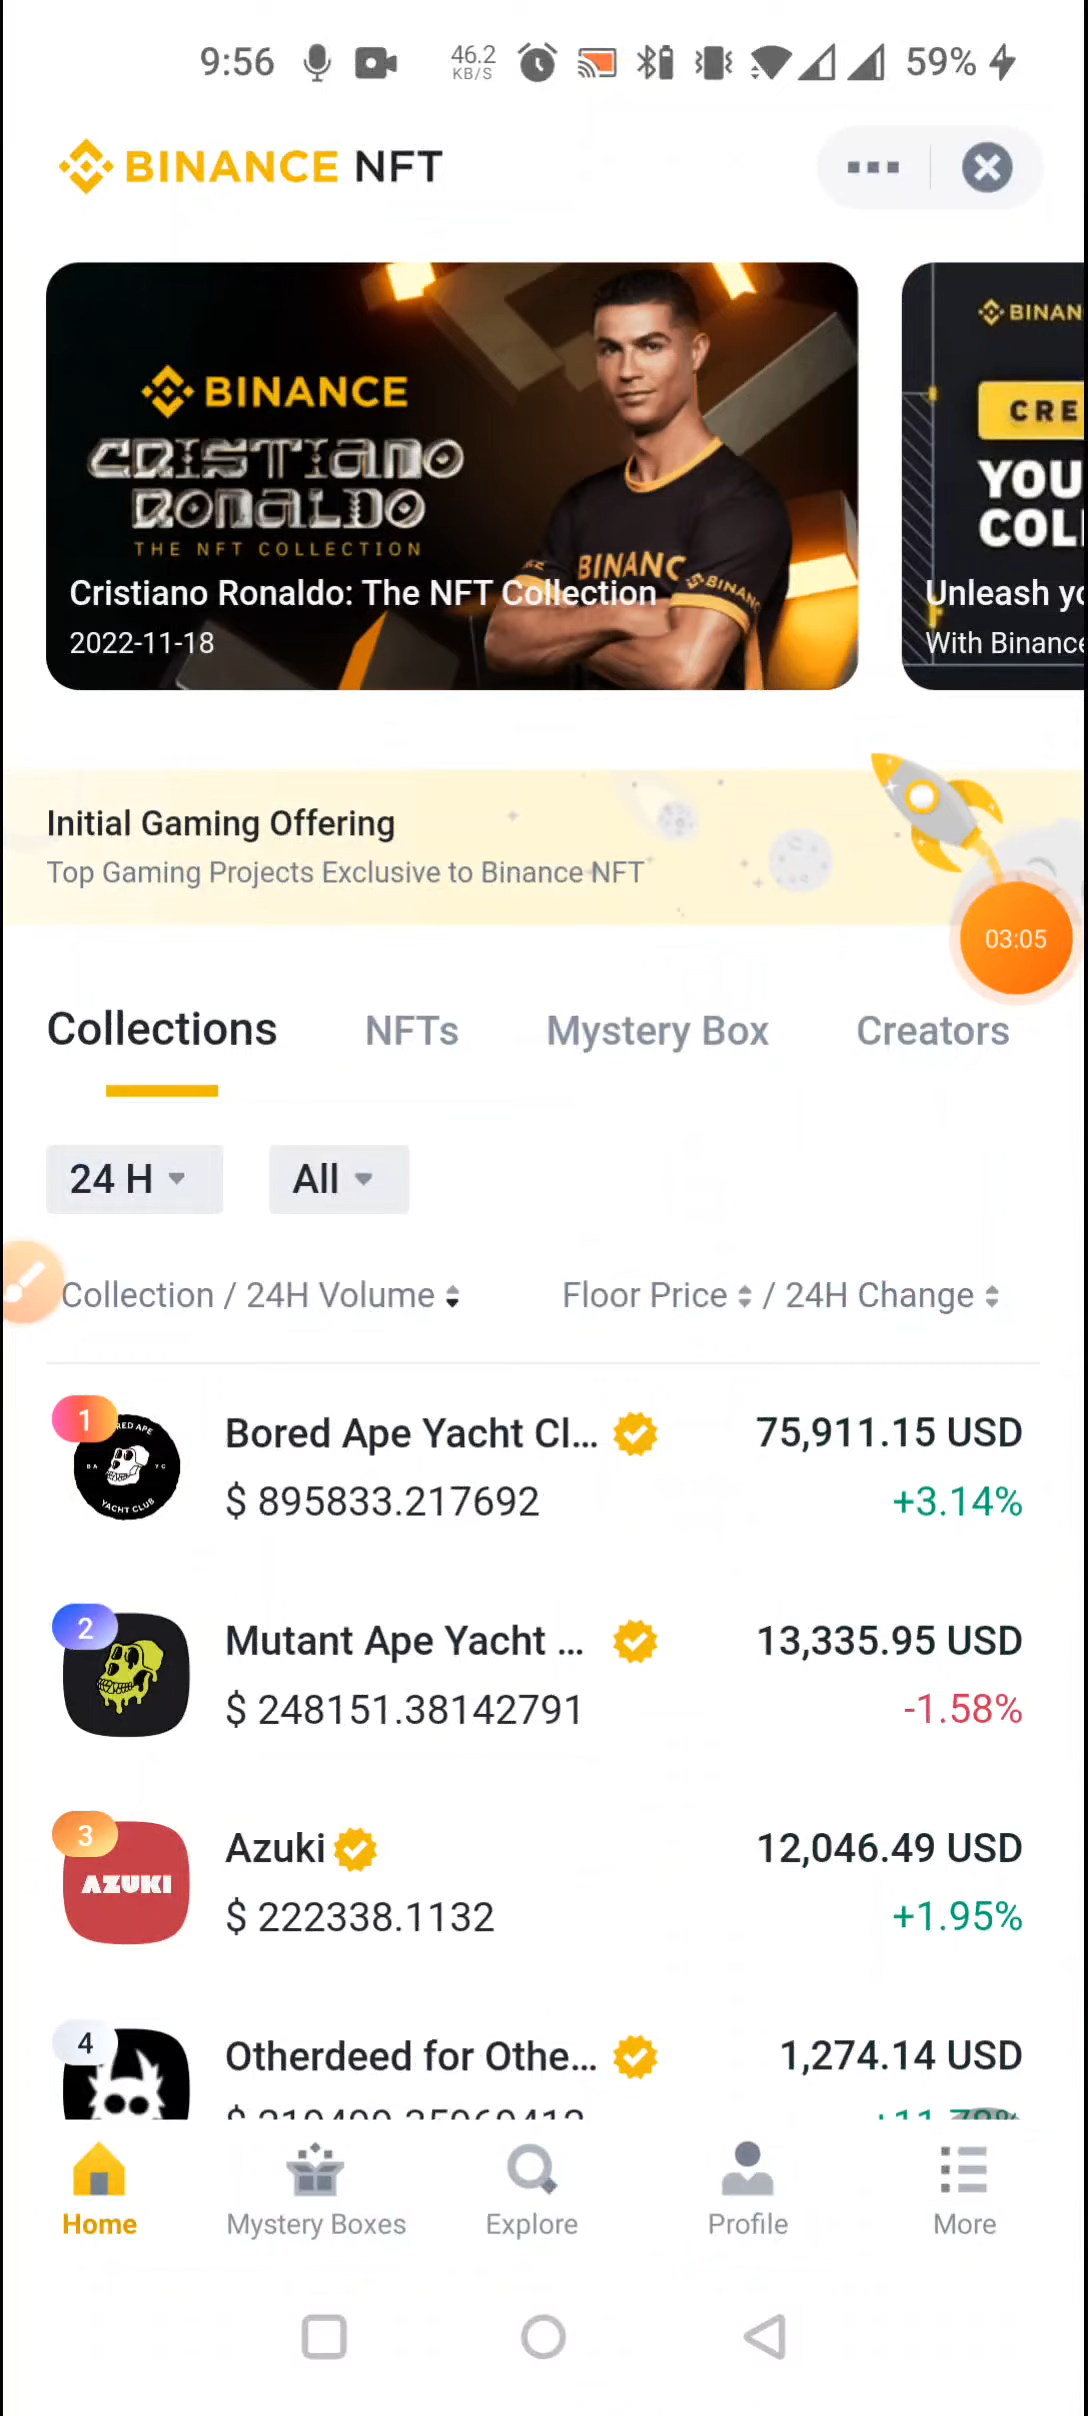 9:56 46.2 KB/S 59%
BINANCE NFT
BINANCE
CRISTIANO
RONALDO
THE NFT COLLECTION
BINANC
BINANC
Cristiano Ronaldo: The NFT Collection
2022-11-18
BINAN
CRE
YOU
COL
Unleash yo
With Binance
Initial Gaming Offering
Top Gaming Projects Exclusive to Binance NFT
03:05
Collections NFTs Mystery Box Creators
24 H All
Collection / 24H Volume Floor Price / 24H Change
1 Bored Ape Yacht Cl... 75,911.15 USD
YACHT CLUB
$ 895833.217692 +3.14%
2 Mutant Ape Yacht ... 13,335.95 USD
$ 248151.38142791 -1.58%
3 Azuki 12,046.49 USD
AZUKI
$ 222338.1132 +1.95%
4 Otherdeed for Othe... 1,274.14 USD
Home Mystery Boxes Explore Profile More